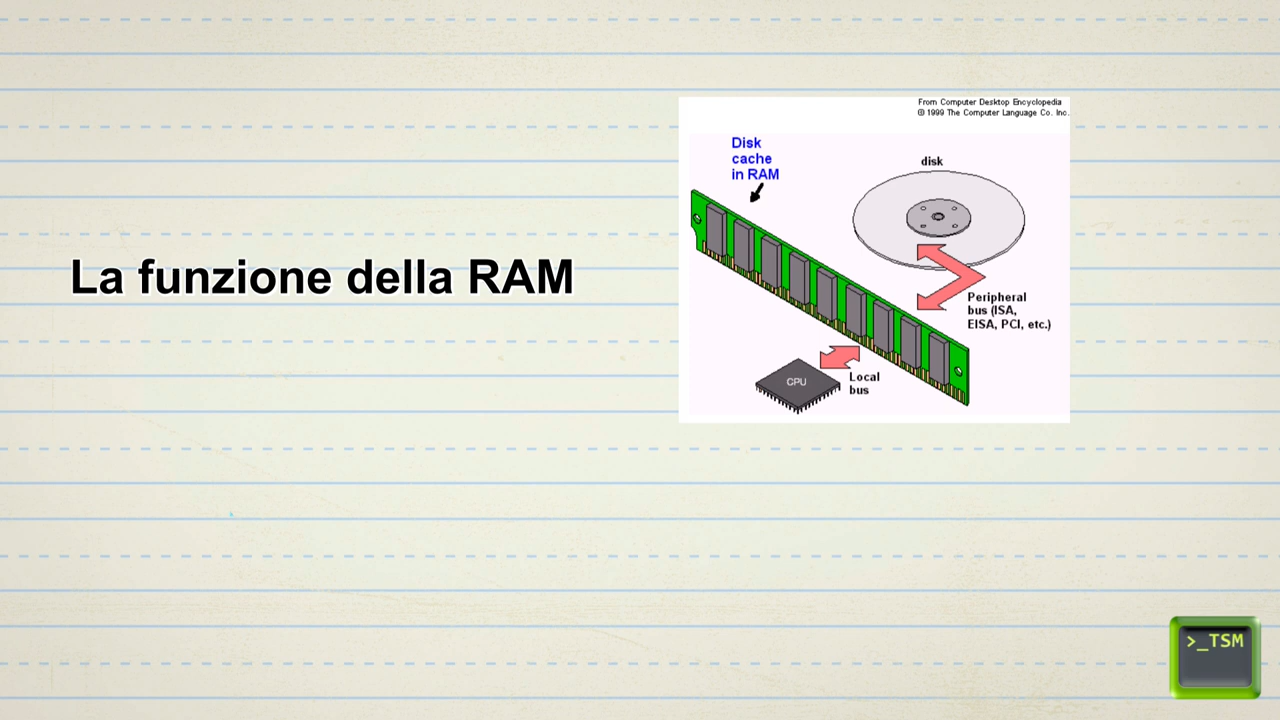 La funzione della RAM
From Computer Desktop Encyclopedia
© 1999 The Computer Language Co. Inc.
Disk
cache
in RAM
disk
Peripheral
bus (ISA,
EISA, PCI, etc.)
CPU
Local
bus
>_TSM